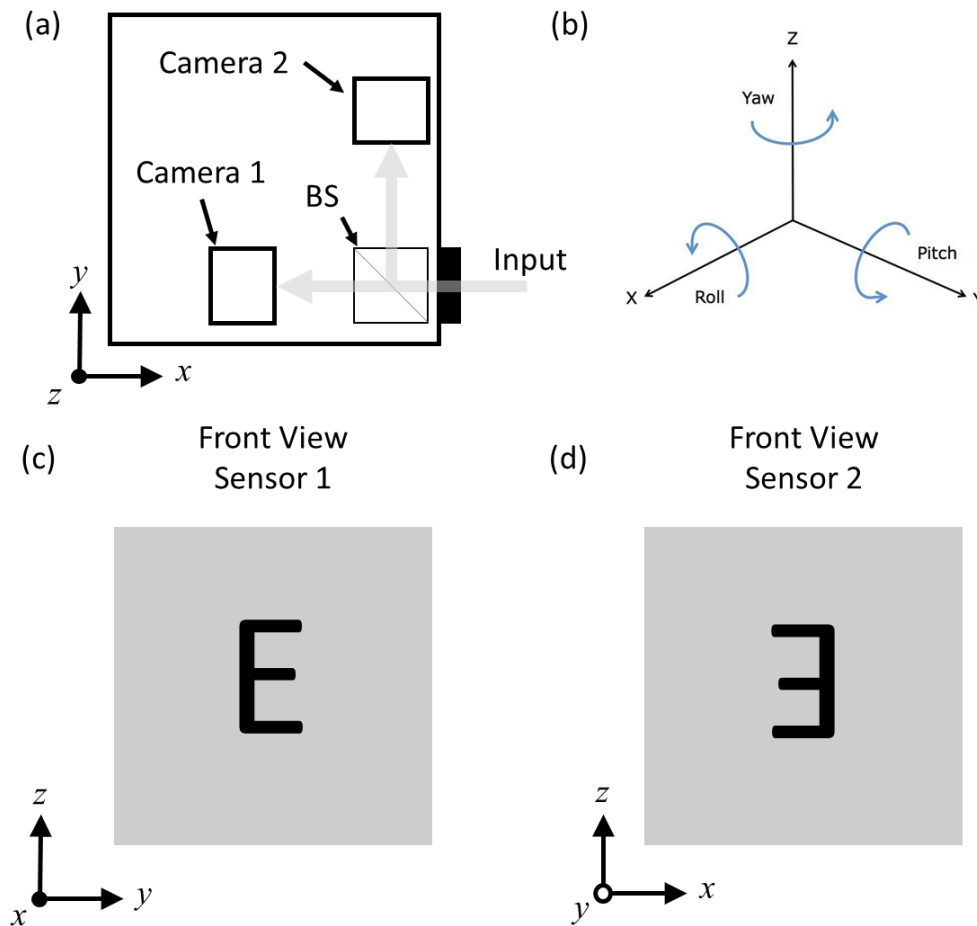 (a)
Camera 2
Camera 1
BS
Input
y
x
z
(b)
Z
Yaw
Pitch
X
Roll
Y
(c)
Front View
Sensor 1
E
z
x
y
(d)
Front View
Sensor 2
E
z
y
x